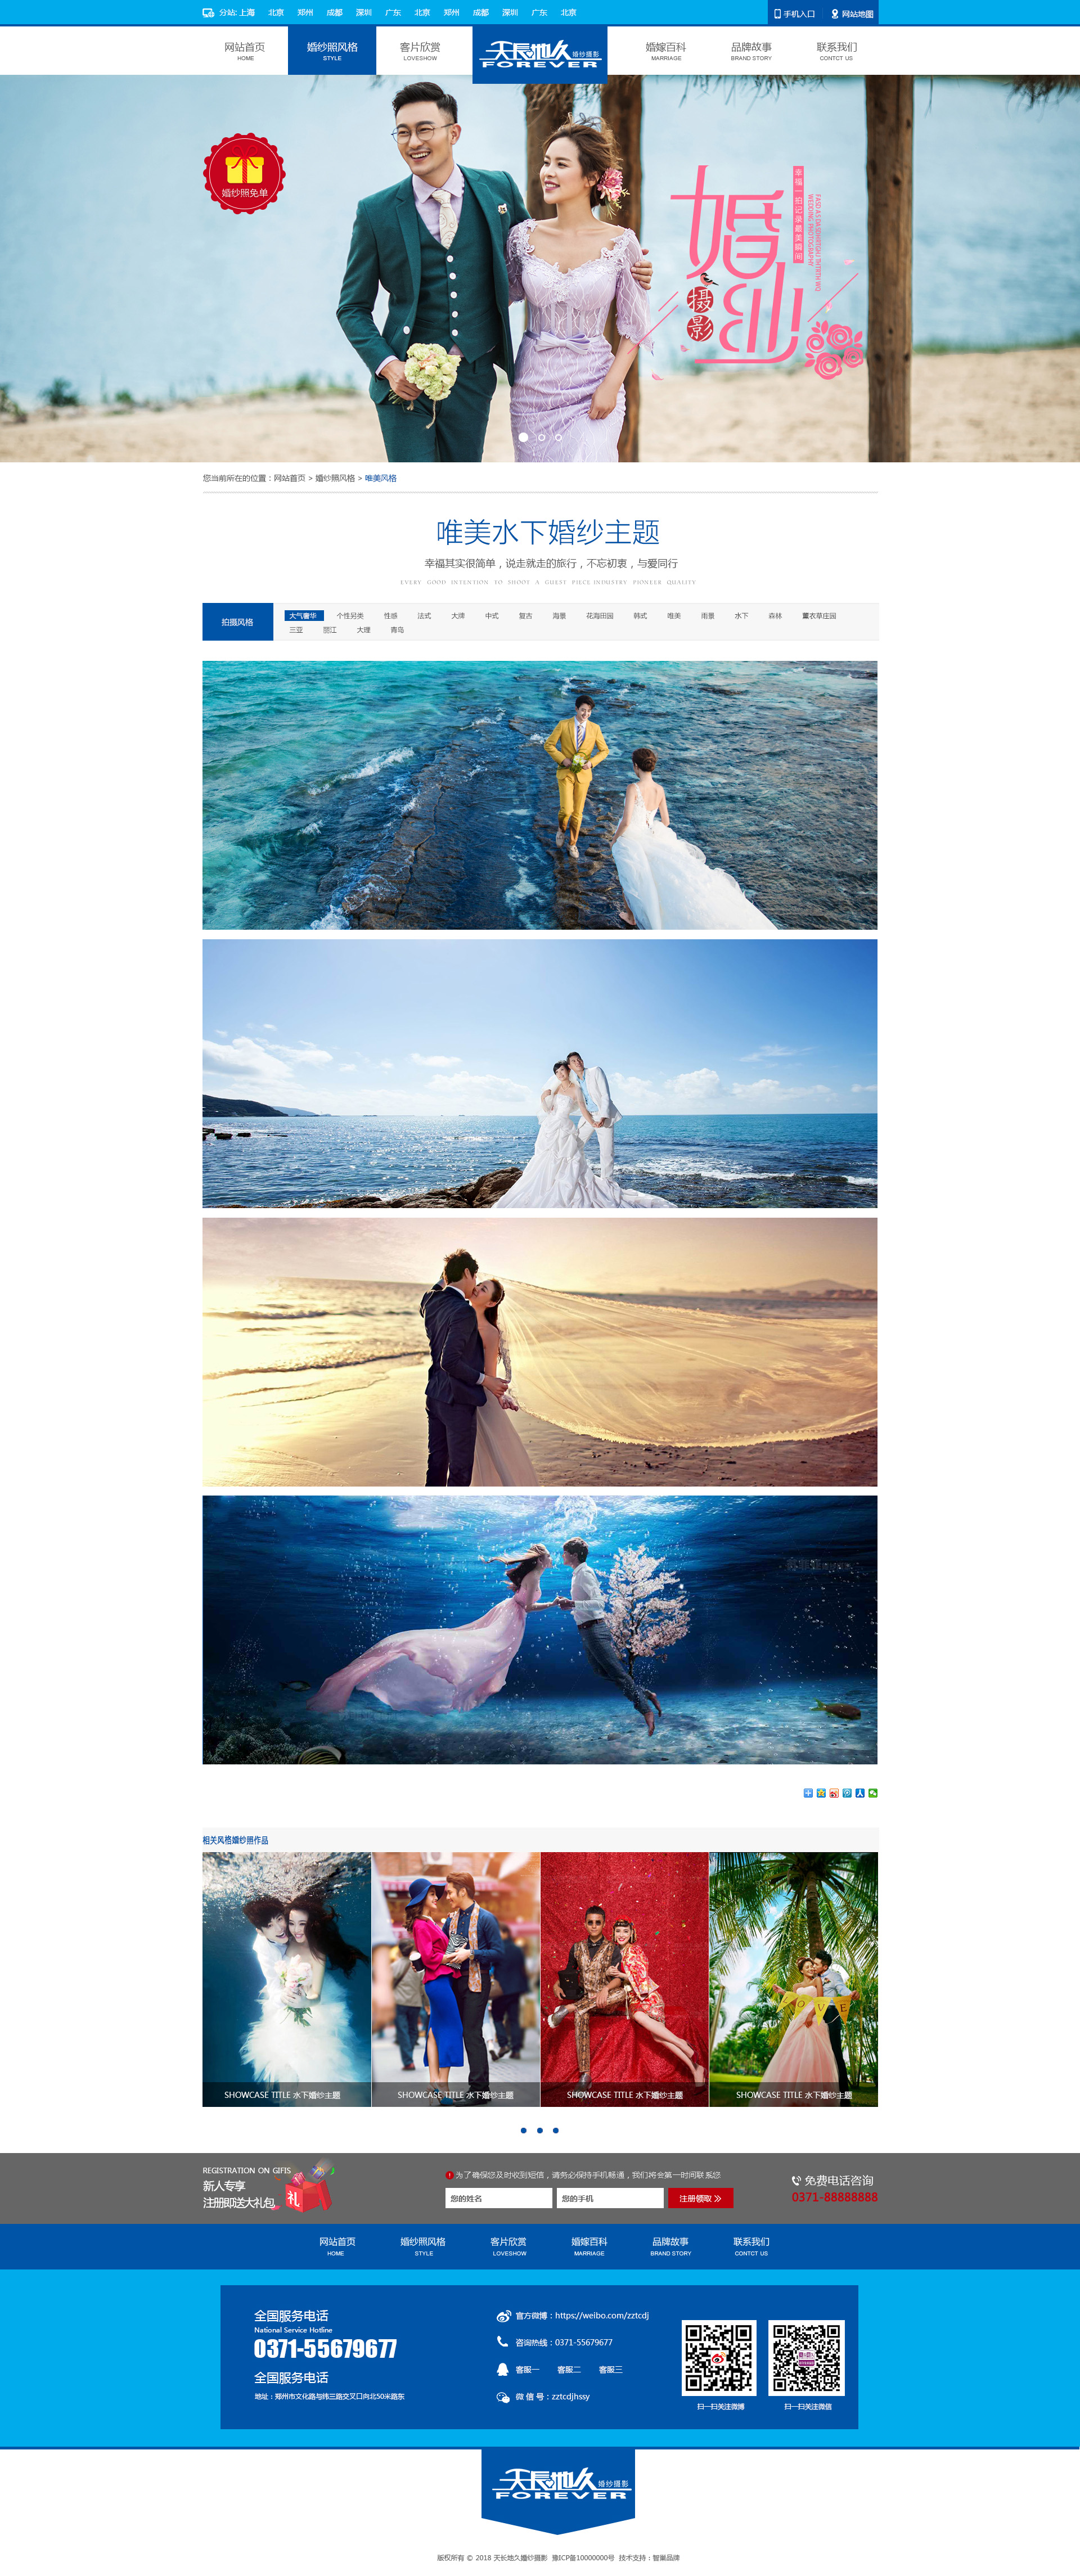 分站: 上海 北京 郑州 成都 深圳 广东 北京 郑州 成都 深圳 广东 北京 手机入口 网站地图
网站首页 婚纱照风格 客片欣赏 天长地久 婚纱摄影 婚嫁百科 品牌故事 联系我们
HOME STYLE LOVESHOW FOREVER MARRIAGE BRAND STORY CONTCT US
婚纱照免单
婚纱
摄影
WEDDING PHOTOGRAPHY
您当前所在的位置：网站首页 > 婚纱照风格 > 唯美风格
唯美水下婚纱主题
幸福其实很简单，说走就走的旅行，不忘初衷，与爱同行
EVERY GOOD INTENTION TO SHOOT A GUEST PIECE INDUSTRY PIONEER QUALITY
拍摄风格
大气奢华 个性另类 性感 法式 大牌 中式 复古 海景 花海田园 韩式 唯美 雨景 水下 森林 薰衣草庄园
三亚 丽江 大理 青岛
相关风格婚纱照作品
LOVE
SHOWCASE TITLE 水下婚纱主题 SHOWCASE TITLE 水下婚纱主题 SHOWCASE TITLE 水下婚纱主题 SHOWCASE TITLE 水下婚纱主题
REGISTRATION ON GIFIS
新人专享
注册即送大礼包
礼
为了确保您及时收到短信，请务必保持手机畅通，我们将会第一时间联系您
您的姓名 您的手机 注册领取
免费电话咨询
0371-88888888
网站首页 婚纱照风格 客片欣赏 婚嫁百科 品牌故事 联系我们
HOME STYLE LOVESHOW MARRIAGE BRAND STORY CONTCT US
全国服务电话
National Service Hotline
0371-55679677
全国服务电话
地址：郑州市文化路与纬三路交叉口向北50米路东
官方微博：https://weibo.com/zztcdj
咨询热线：0371-55679677
客服一 客服二 客服三
微 信 号：zztcdjhssy
扫一扫关注微博 扫一扫关注微信
天长地久 婚纱摄影
FOREVER
版权所有 © 2018 天长地久婚纱摄影 豫ICP备10000000号 技术支持：智巢品牌